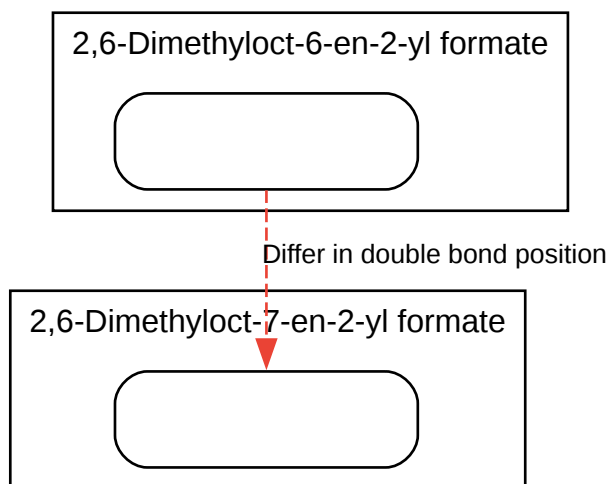 2,6-Dimethyloct-6-en-2-yl formate
Differ in double bond position
2,6-Dimethyloct-7-en-2-yl formate